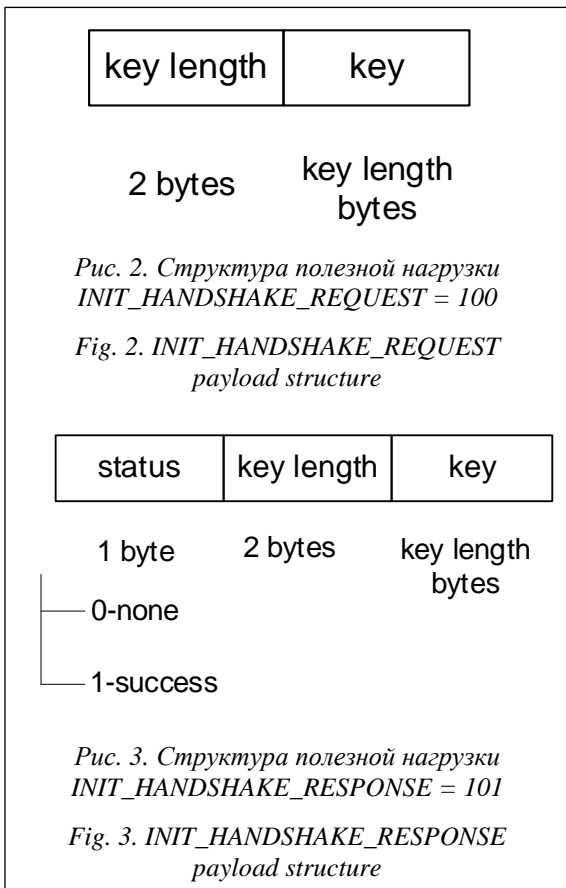 key length key
2 bytes key length
bytes
Рис. 2. Структура полезной нагрузки
INIT_HANDSHAKE_REQUEST = 100
Fig. 2. INIT_HANDSHAKE_REQUEST
payload structure
status key length key
1 byte 2 bytes key length
bytes
0-none
1-success
Рис. 3. Структура полезной нагрузки
INIT_HANDSHAKE_RESPONSE = 101
Fig. 3. INIT_HANDSHAKE_RESPONSE
payload structure